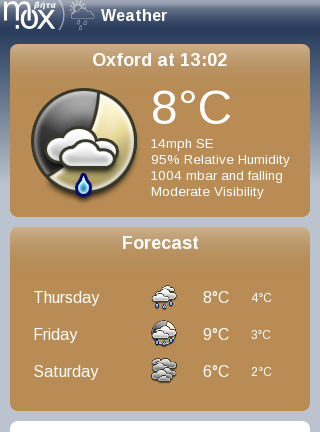 mox βήτα Weather
Oxford at 13:02
8°C
14mph SE
95% Relative Humidity
1004 mbar and falling
Moderate Visibility
Forecast
Thursday 8°C 4°C
Friday 9°C 3°C
Saturday 6°C 2°C